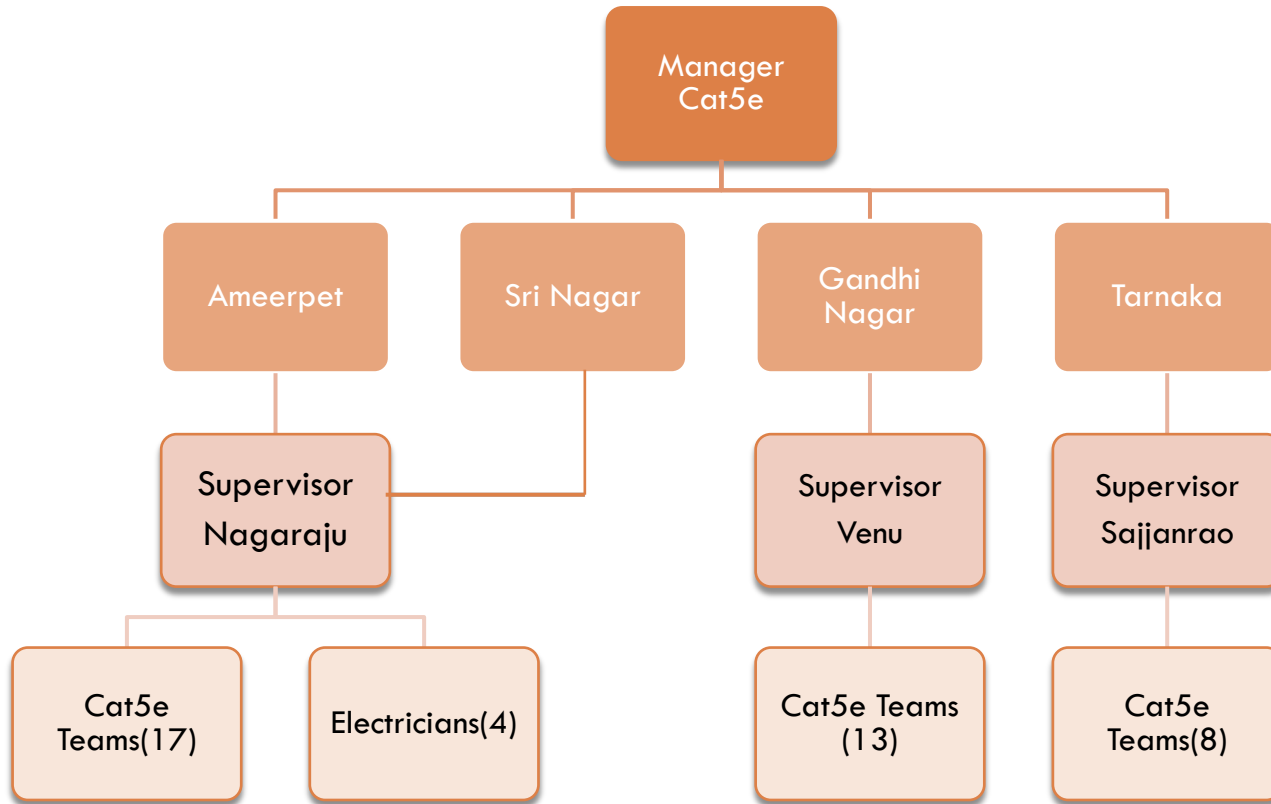 Manager
Cat5e
Ameerpet
Sri Nagar
Gandhi
Nagar
Tarnaka
Supervisor
Nagaraju
Supervisor
Venu
Supervisor
Sajjanrao
Cat5e
Teams(17)
Electricians(4)
Cat5e Teams
(13)
Cat5e
Teams(8)